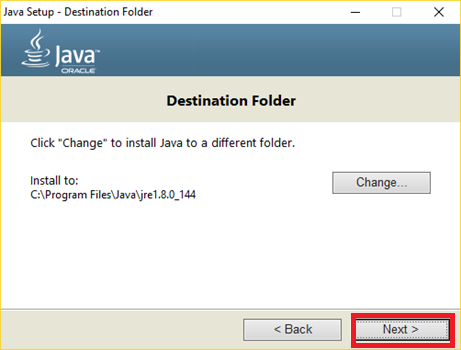 Java Setup - Destination Folder
Java™
ORACLE
Destination Folder
Click "Change" to install Java to a different folder.
Install to:
C:\Program Files\Java\jre1.8.0_144
Change...
< Back
Next >